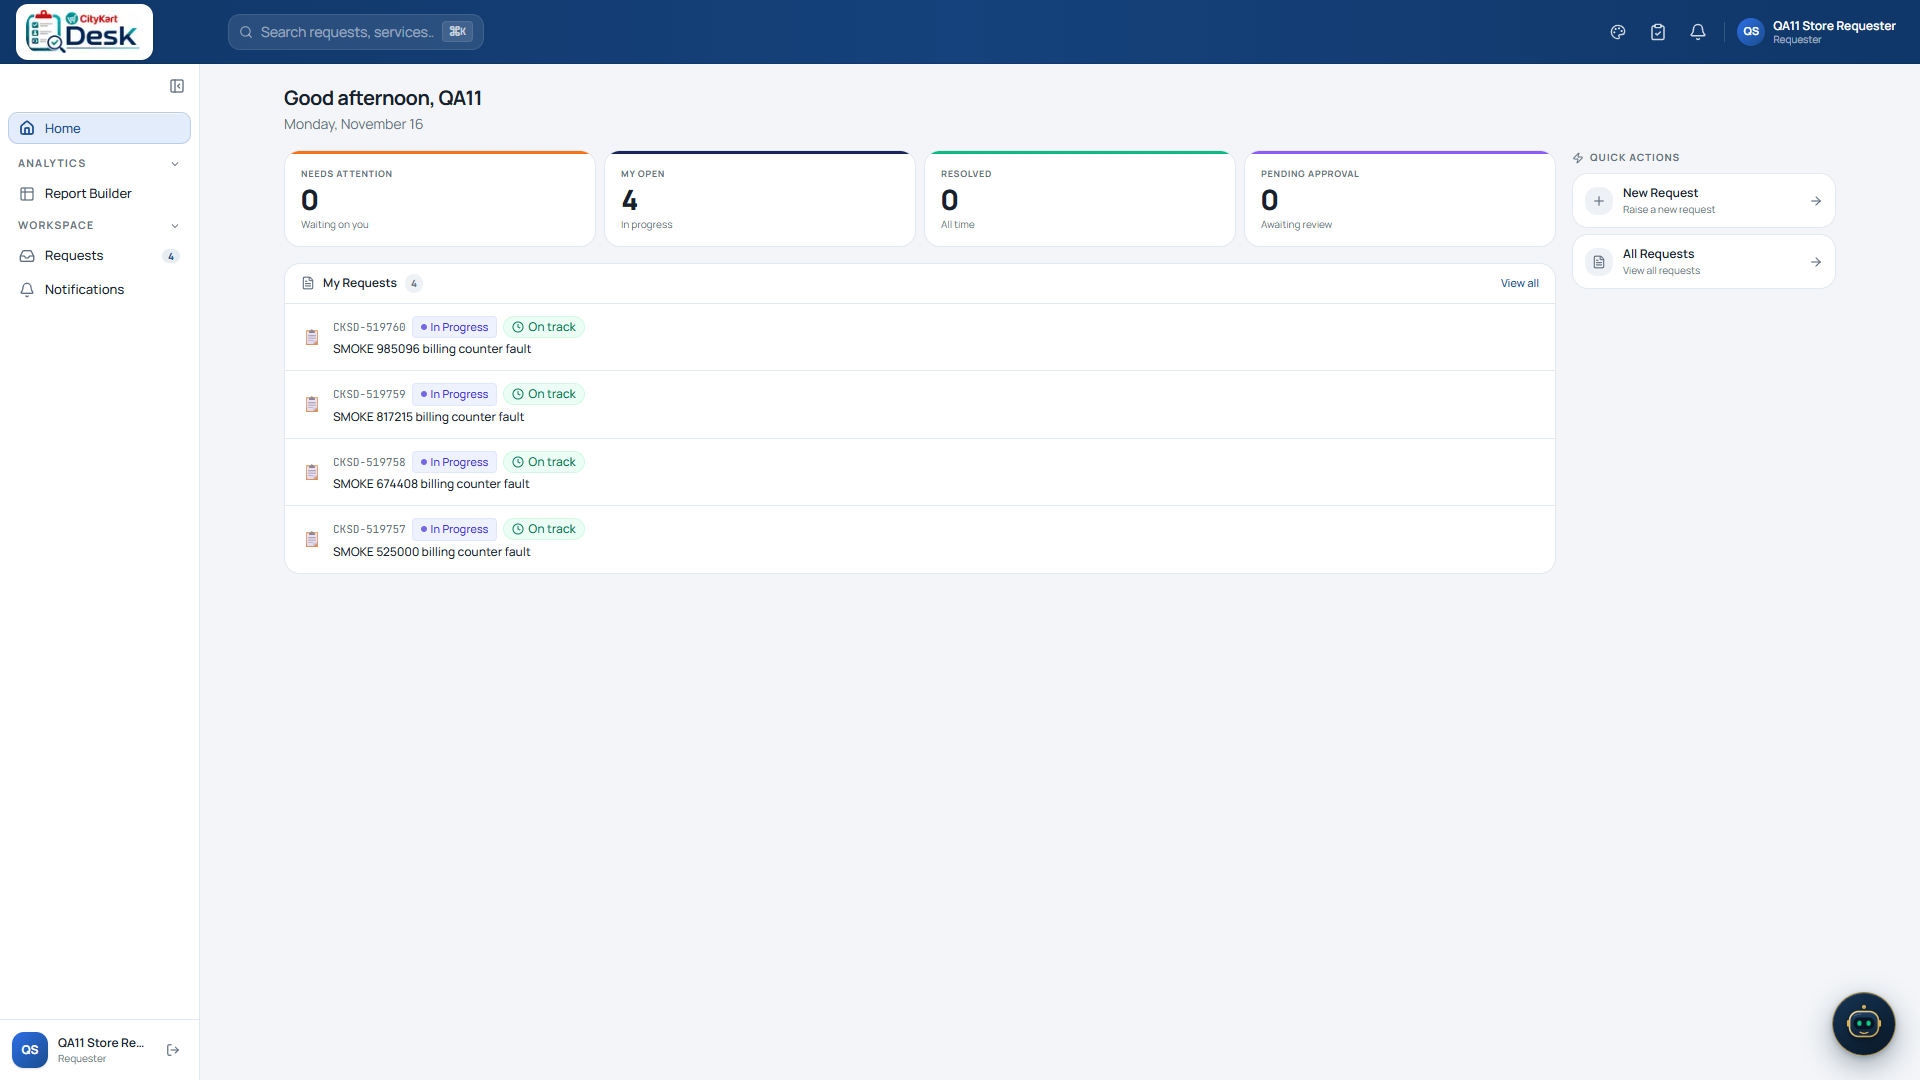 CityKart
Desk
Search requests, services..
⌘K
QS
QA11 Store Requester
Requester
Home
ANALYTICS
Report Builder
WORKSPACE
Requests
4
Notifications
Good afternoon, QA11
Monday, November 16
NEEDS ATTENTION
0
Waiting on you
MY OPEN
4
In progress
RESOLVED
0
All time
PENDING APPROVAL
0
Awaiting review
QUICK ACTIONS
New Request
Raise a new request
All Requests
View all requests
My Requests 4
View all
CKSD-519760 In Progress On track
SMOKE 985096 billing counter fault
CKSD-519759 In Progress On track
SMOKE 817215 billing counter fault
CKSD-519758 In Progress On track
SMOKE 674408 billing counter fault
CKSD-519757 In Progress On track
SMOKE 525000 billing counter fault
QS
QA11 Store Re...
Requester